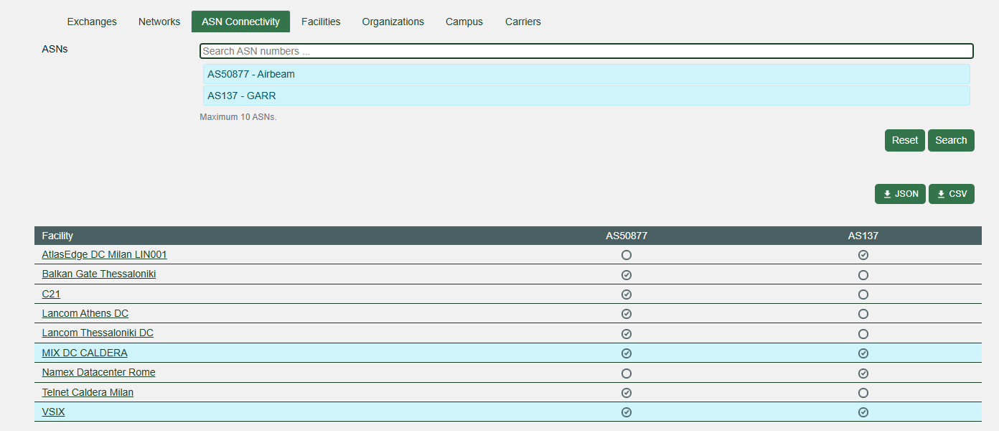 Exchanges Networks ASN Connectivity Facilities Organizations Campus Carriers
ASNs
Search ASN numbers ...
AS50877 - Airbeam
AS137 - GARR
Maximum 10 ASNs.
Reset Search
JSON CSV
Facility AS50877 AS137
AtlasEdge DC Milan LIN001
Balkan Gate Thessaloniki
C21
Lancom Athens DC
Lancom Thessaloniki DC
MIX DC CALDERA
Namex Datacenter Rome
Telnet Caldera Milan
VSIX